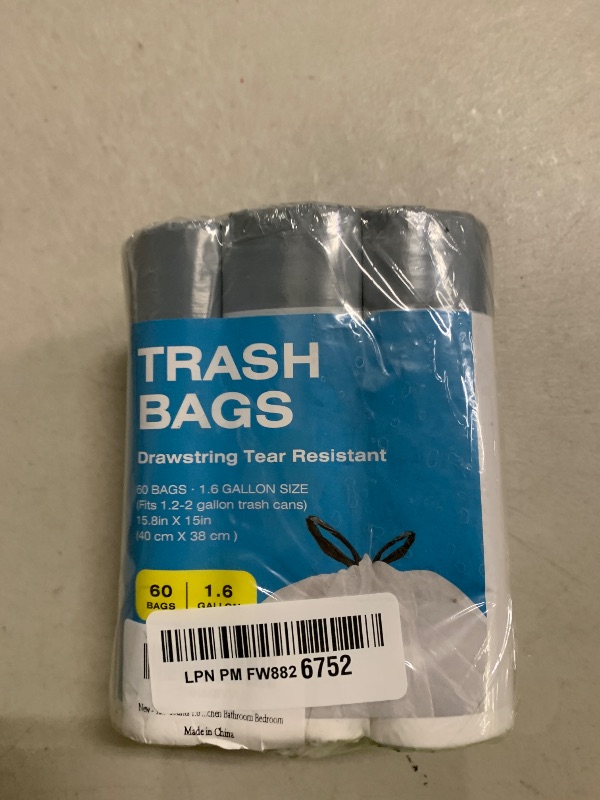 TRASH
BAGS
Drawstring Tear Resistant
60 BAGS · 1.6 GALLON SIZE
(Fits 1.2-2 gallon trash cans)
15.8in X 15in
(40 cm X 38 cm )
60 1.6
BAGS GALLON
LPN PM FW882 6752
New - Bathroom Bedroom
Made in China